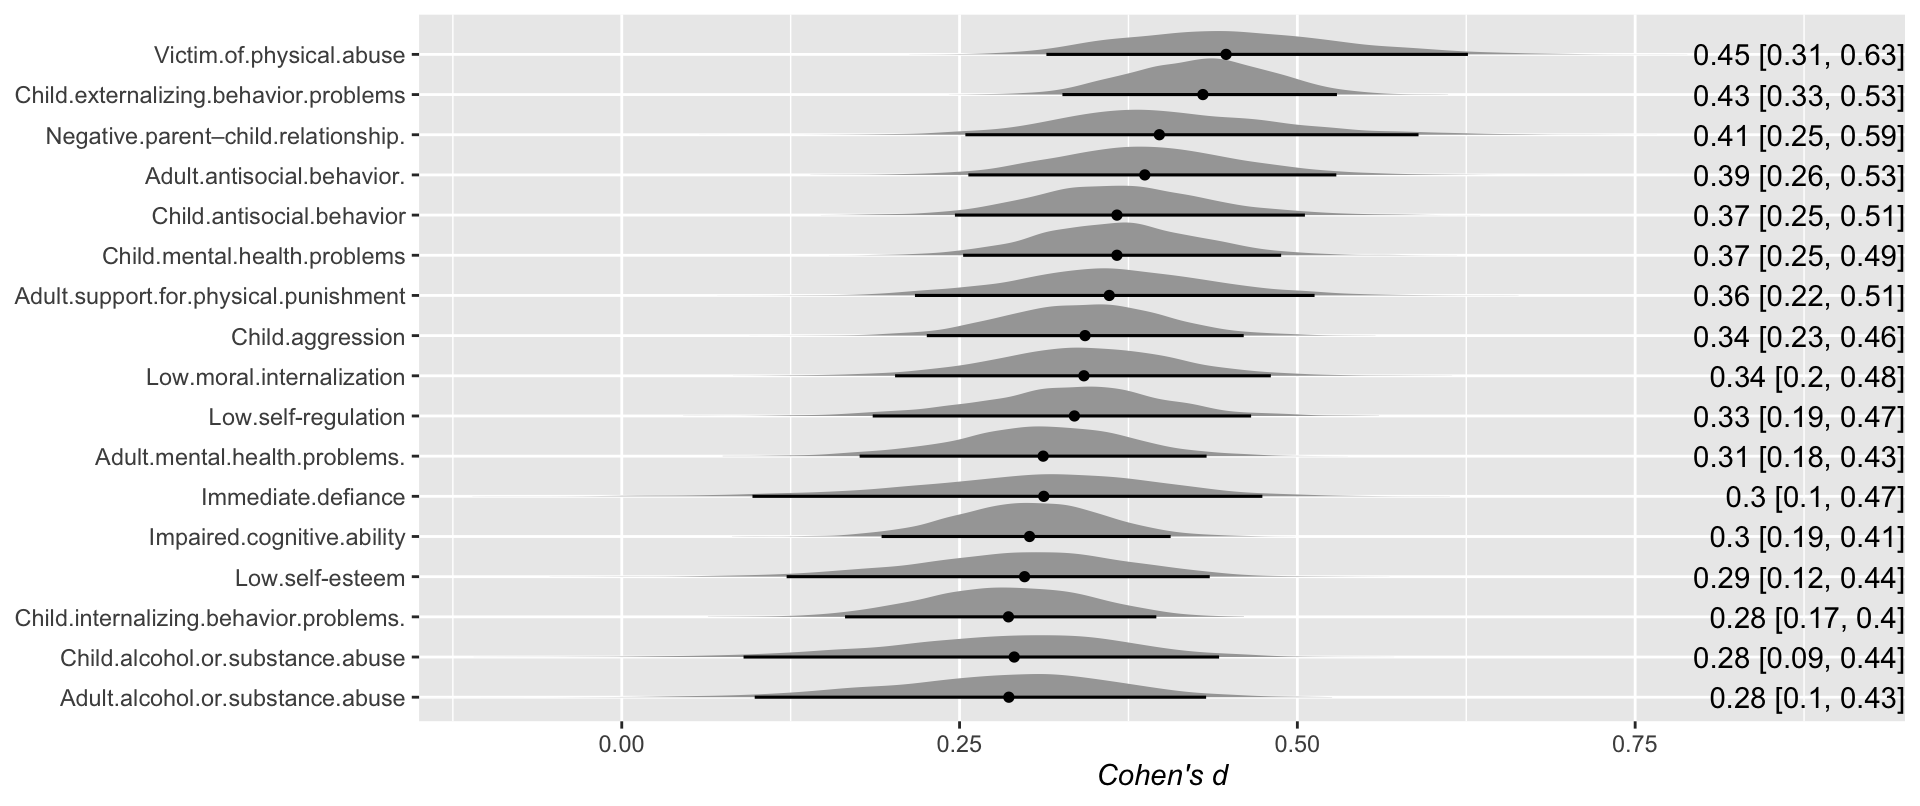 Victim.of.physical.abuse 0.45 [0.31, 0.63]
Child.externalizing.behavior.problems 0.43 [0.33, 0.53]
Negative.parent–child.relationship. 0.41 [0.25, 0.59]
Adult.antisocial.behavior. 0.39 [0.26, 0.53]
Child.antisocial.behavior 0.37 [0.25, 0.51]
Child.mental.health.problems 0.37 [0.25, 0.49]
Adult.support.for.physical.punishment 0.36 [0.22, 0.51]
Child.aggression 0.34 [0.23, 0.46]
Low.moral.internalization 0.34 [0.2, 0.48]
Low.self-regulation 0.33 [0.19, 0.47]
Adult.mental.health.problems. 0.31 [0.18, 0.43]
Immediate.defiance 0.3 [0.1, 0.47]
Impaired.cognitive.ability 0.3 [0.19, 0.41]
Low.self-esteem 0.29 [0.12, 0.44]
Child.internalizing.behavior.problems. 0.28 [0.17, 0.4]
Child.alcohol.or.substance.abuse 0.28 [0.09, 0.44]
Adult.alcohol.or.substance.abuse 0.28 [0.1, 0.43]
0.00 0.25 0.50 0.75
Cohen's d